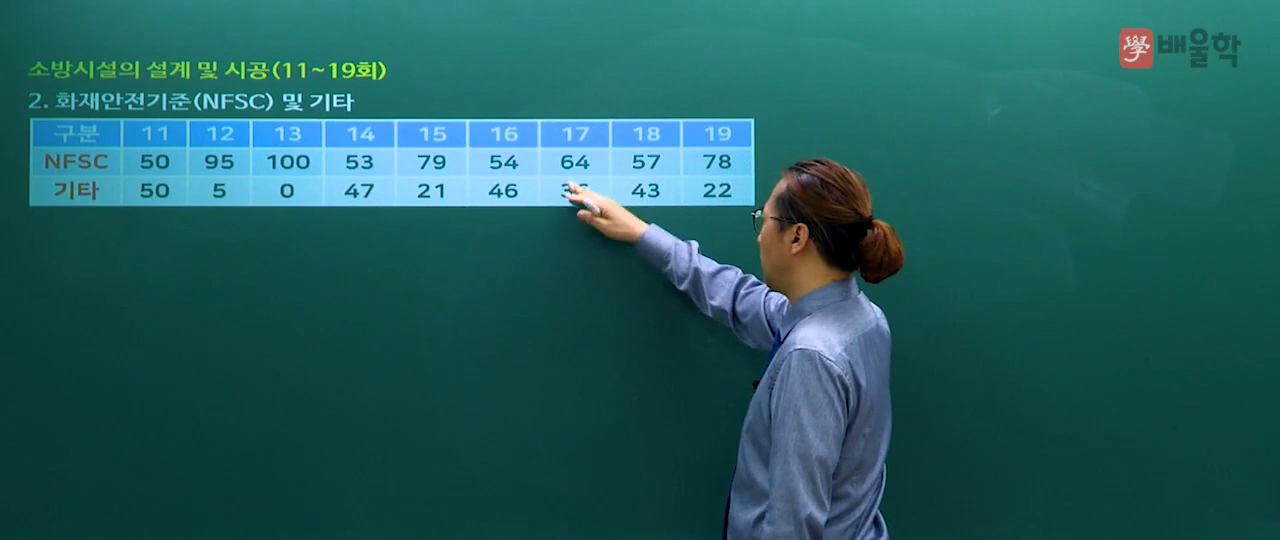 學 배울학
소방시설의 설계 및 시공(11~19회)
2. 화재안전기준(NFSC) 및 기타
구분 11 12 13 14 15 16 17 18 19
NFSC 50 95 100 53 79 54 64 57 78
기타 50 5 0 47 21 46 43 22